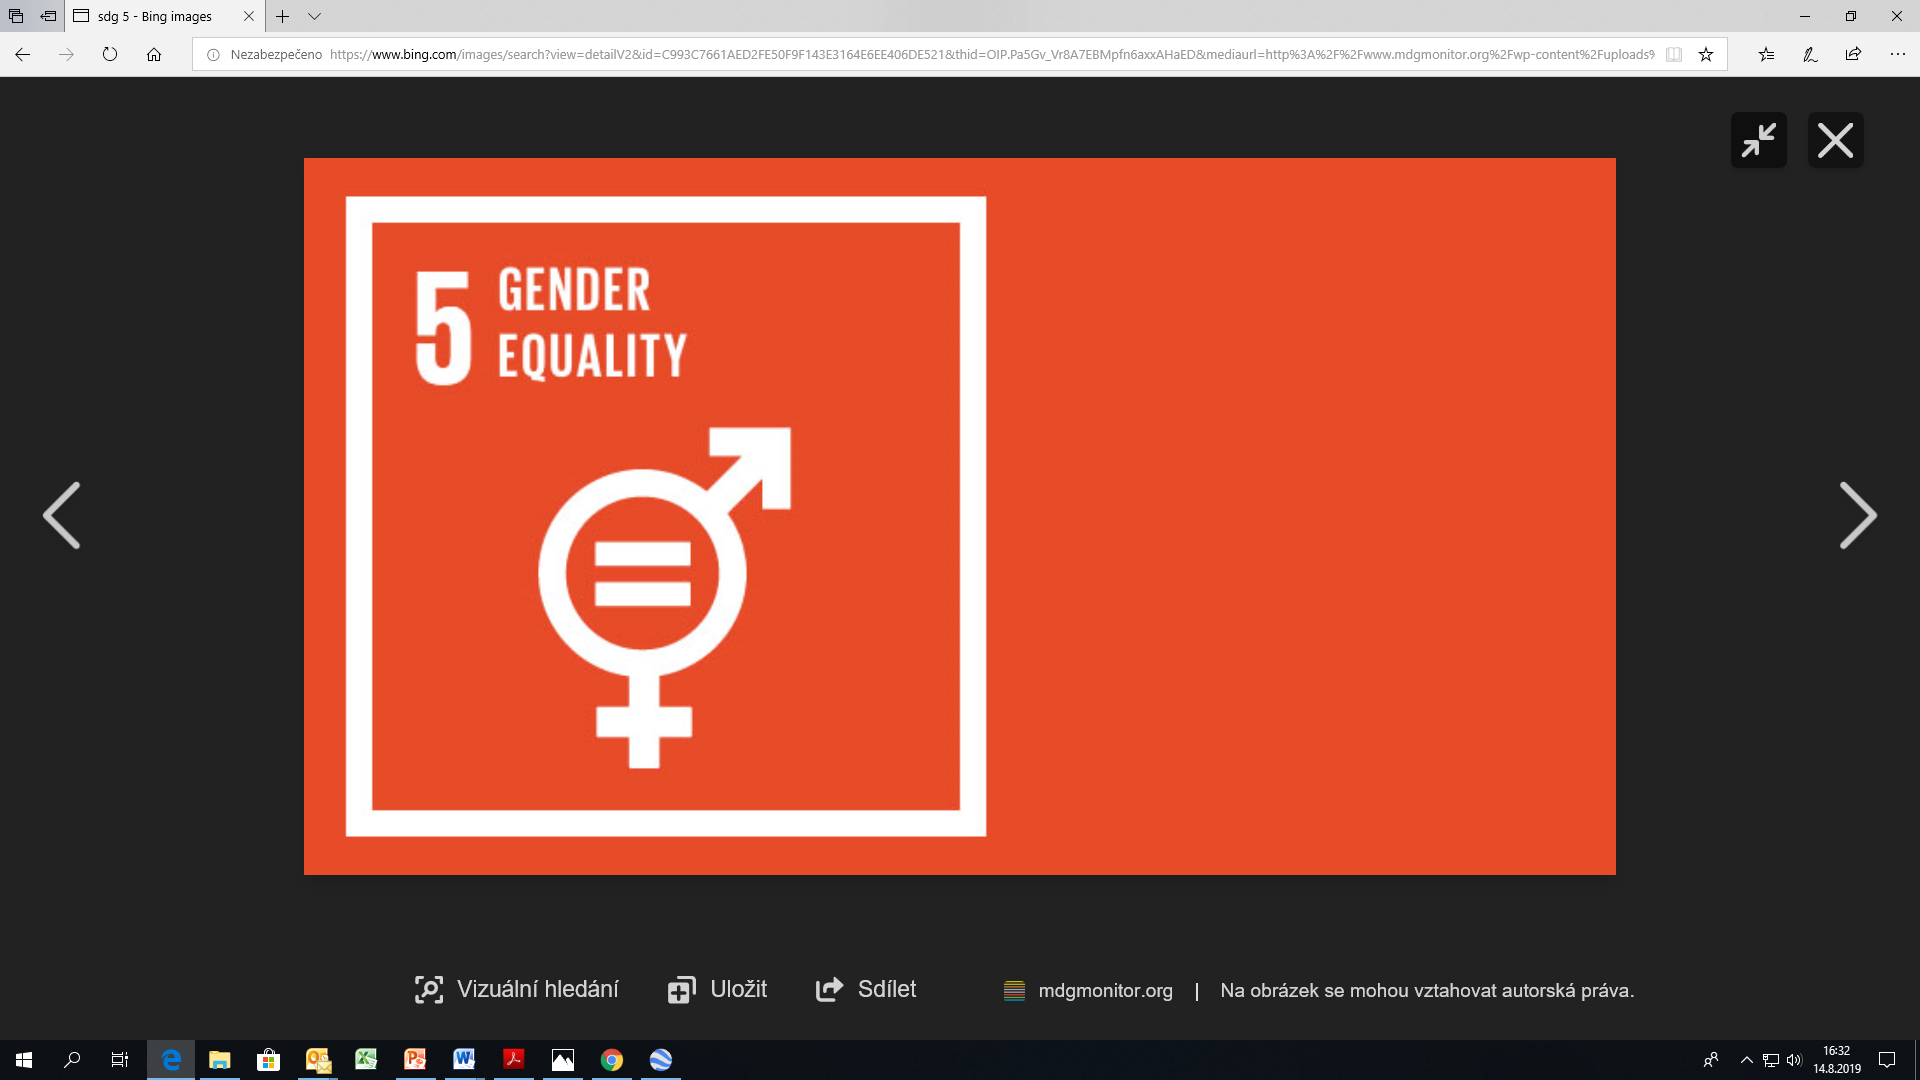 sdg 5 - Bing images
Nezabezpečeno https://www.bing.com/images/search?view=detailV2&id=C993C7661AED2FE50F9F143E3164E6EE406DE521&thid=OIP.Pa5Gv_Vr8A7EBMpfn6axxAHaED&mediaurl=http%3A%2F%2Fwww.mdgmonitor.org%2Fwp-content%2Fuploads%
5 GENDER
EQUALITY
Vizuální hledání Uložit Sdílet mdgmonitor.org | Na obrázek se mohou vztahovat autorská práva.
16:32
14.8.2019